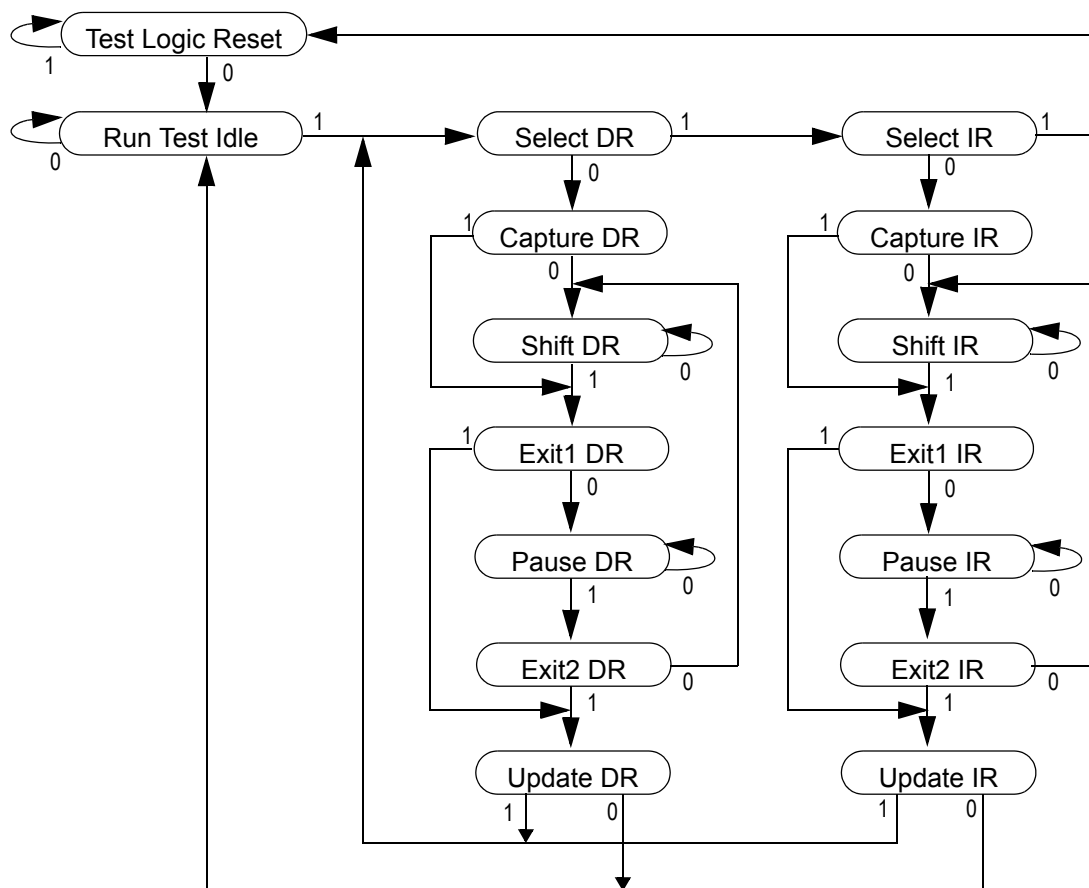 Test Logic Reset
1
0
Run Test Idle
1
Select DR
1
Select IR
1
0
0
0
1
Capture DR
1
Capture IR
0
0
Shift DR
0
Shift IR
0
1
1
1
Exit1 DR
1
Exit1 IR
0
0
Pause DR
0
Pause IR
0
1
1
Exit2 DR
0
Exit2 IR
0
1
1
Update DR
Update IR
1
0
1
0